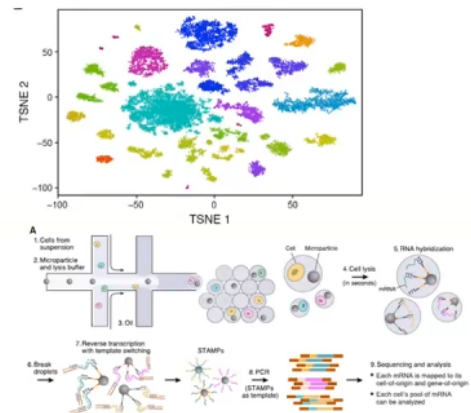 50
0
−50
−100
TSNE 2
−100
−50
0
50
TSNE 1
A
1. Cells from
suspension
2. Microparticle
and lysis buffer
3. Oil
Cell
Microparticle
4. Cell lysis
(in seconds)
5. RNA hybridization
mRNA
6. Break
droplets
7. Reverse transcription
with template switching
STAMPs
8. PCR
(STAMPs
as template)
9. Sequencing and analysis
• Each mRNA is mapped to its
cell-of-origin and gene-of-origin
• Each cell's pool of mRNA
can be analyzed